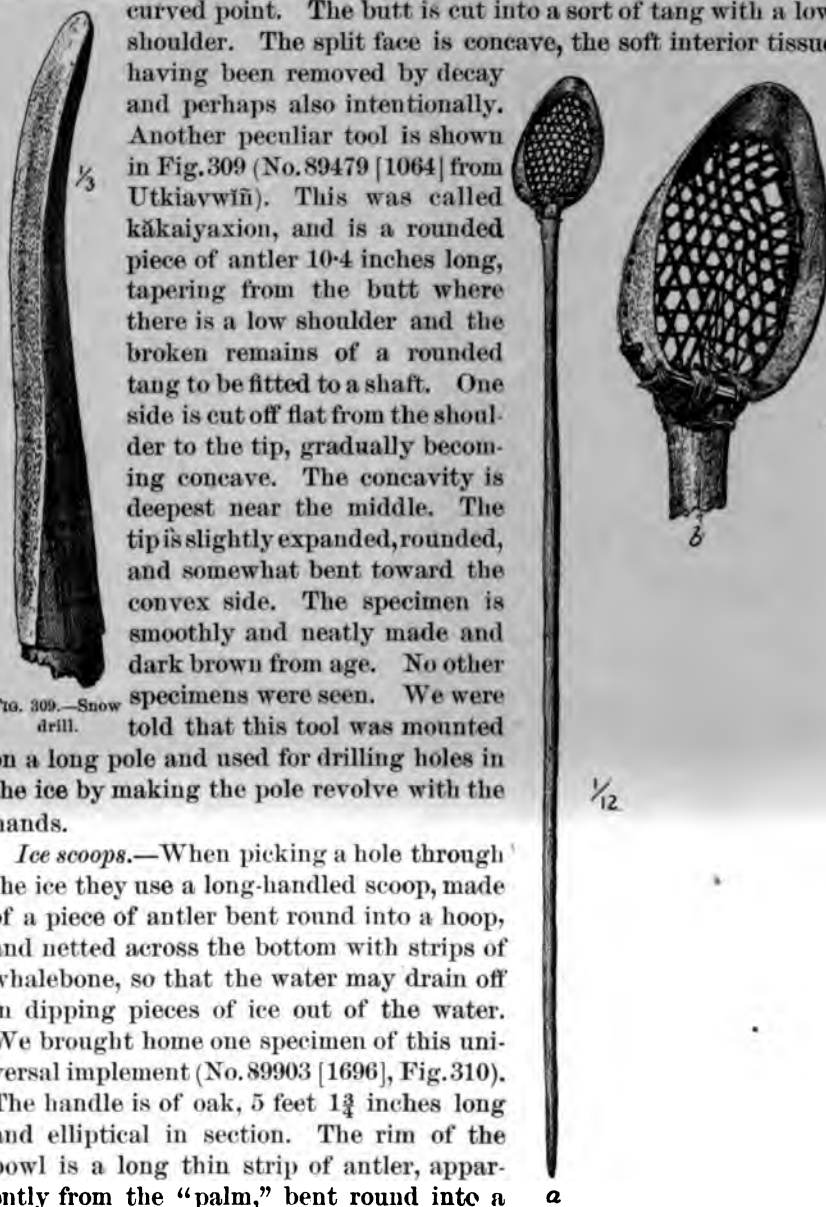 curved point. The butt is cut into a sort of tang with a low
shoulder. The split face is concave, the soft interior tissue
having been removed by decay
and perhaps also intentionally.
Another peculiar tool is shown
in Fig. 309 (No. 89479 [1064] from
Utkiavwĭñ). This was called
kăkaiyaxion, and is a rounded
piece of antler 10·4 inches long,
tapering from the butt where
there is a low shoulder and the
broken remains of a rounded
tang to be fitted to a shaft. One
side is cut off flat from the shoul-
der to the tip, gradually becom-
ing concave. The concavity is
deepest near the middle. The
tip is slightly expanded, rounded,
and somewhat bent toward the
convex side. The specimen is
smoothly and neatly made and
dark brown from age. No other
specimens were seen. We were
told that this tool was mounted
on a long pole and used for drilling holes in
the ice by making the pole revolve with the
hands.
Ice scoops.—When picking a hole through
the ice they use a long-handled scoop, made
of a piece of antler bent round into a hoop,
and netted across the bottom with strips of
whalebone, so that the water may drain off
in dipping pieces of ice out of the water.
We brought home one specimen of this uni-
versal implement (No. 89903 [1696], Fig. 310).
The handle is of oak, 5 feet 1¾ inches long
and elliptical in section. The rim of the
bowl is a long thin strip of antler, appar-
ently from the "palm," bent round into a
1/3
FIG. 309.—Snow
drill.
b
1/12
a